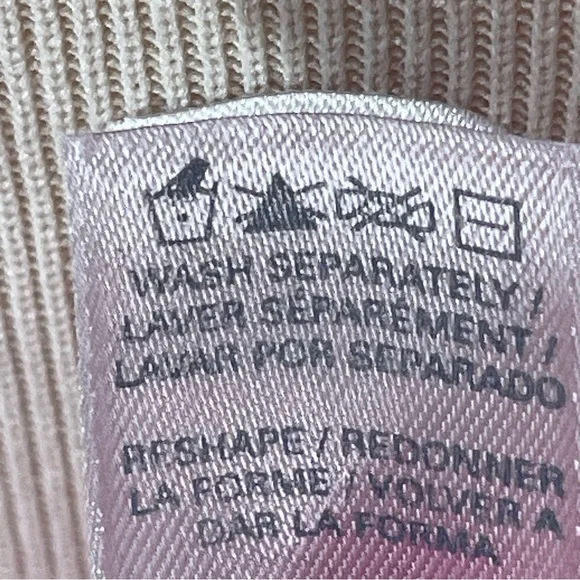 WASH SEPARATELY /
LAVER SÉPARÉMENT /
LAVAR POR SEPARADO
RESHAPE / REDONNER
LA FORME / VOLVER A
DAR LA FORMA